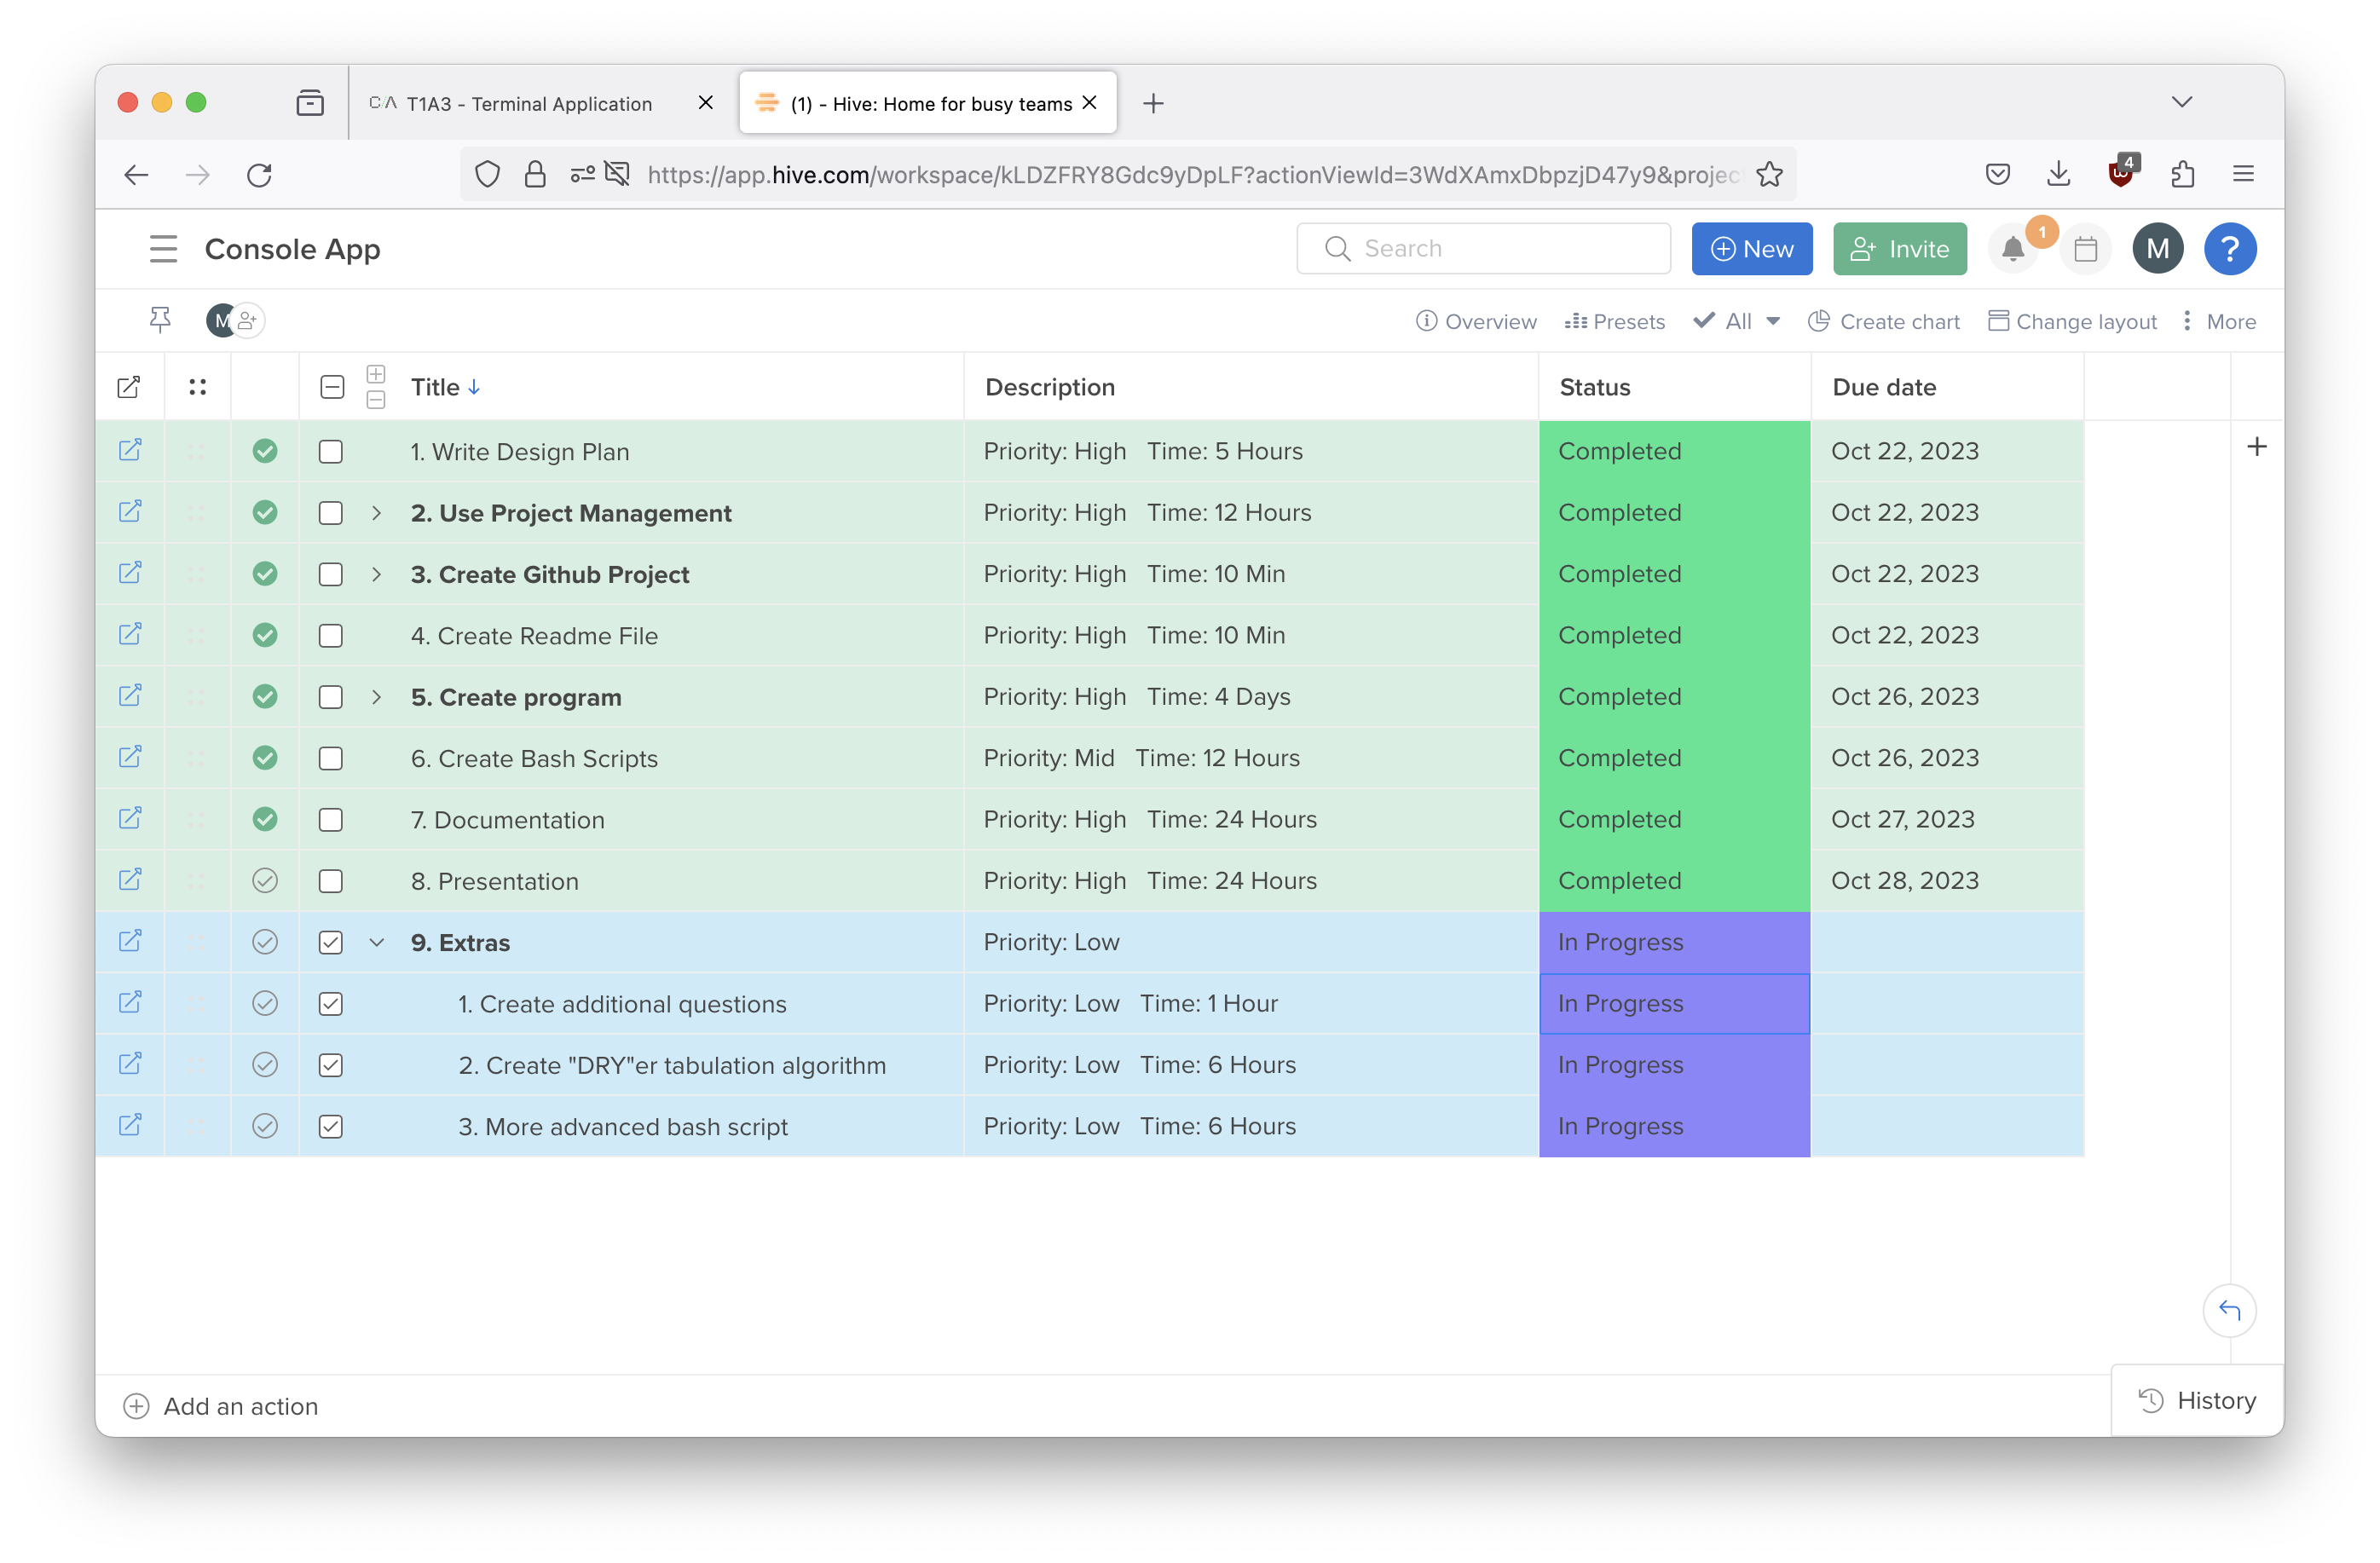 T1A3 - Terminal Application
(1) - Hive: Home for busy teams
https://app.hive.com/workspace/kLDZFRY8Gdc9yDpLF?actionViewId=3WdXAmxDbpzjD47y9&projec
4
Console App
Search
New
Invite
1
M
?
M
Overview
Presets
All
Create chart
Change layout
More
Title Description Status Due date
1. Write Design Plan Priority: High Time: 5 Hours Completed Oct 22, 2023
2. Use Project Management Priority: High Time: 12 Hours Completed Oct 22, 2023
3. Create Github Project Priority: High Time: 10 Min Completed Oct 22, 2023
4. Create Readme File Priority: High Time: 10 Min Completed Oct 22, 2023
5. Create program Priority: High Time: 4 Days Completed Oct 26, 2023
6. Create Bash Scripts Priority: Mid Time: 12 Hours Completed Oct 26, 2023
7. Documentation Priority: High Time: 24 Hours Completed Oct 27, 2023
8. Presentation Priority: High Time: 24 Hours Completed Oct 28, 2023
9. Extras Priority: Low In Progress
1. Create additional questions Priority: Low Time: 1 Hour In Progress
2. Create "DRY"er tabulation algorithm Priority: Low Time: 6 Hours In Progress
3. More advanced bash script Priority: Low Time: 6 Hours In Progress
Add an action
History